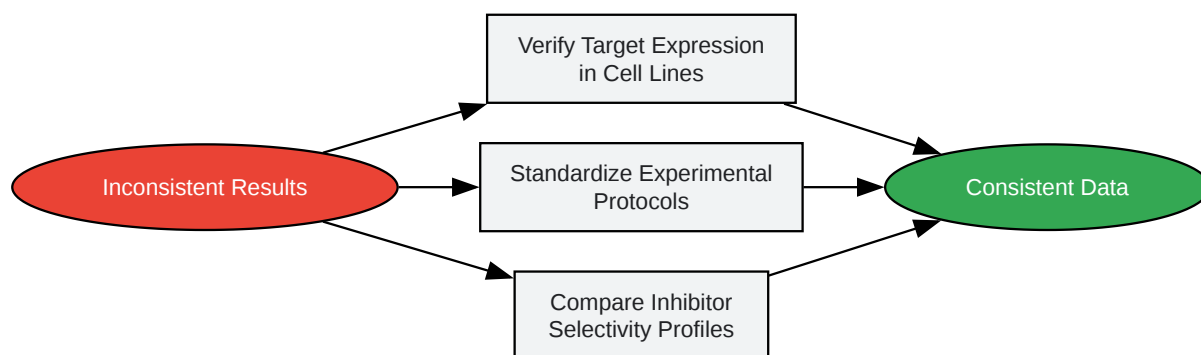 Verify Target Expression
in Cell Lines
Inconsistent Results
Standardize Experimental
Protocols
Consistent Data
Compare Inhibitor
Selectivity Profiles